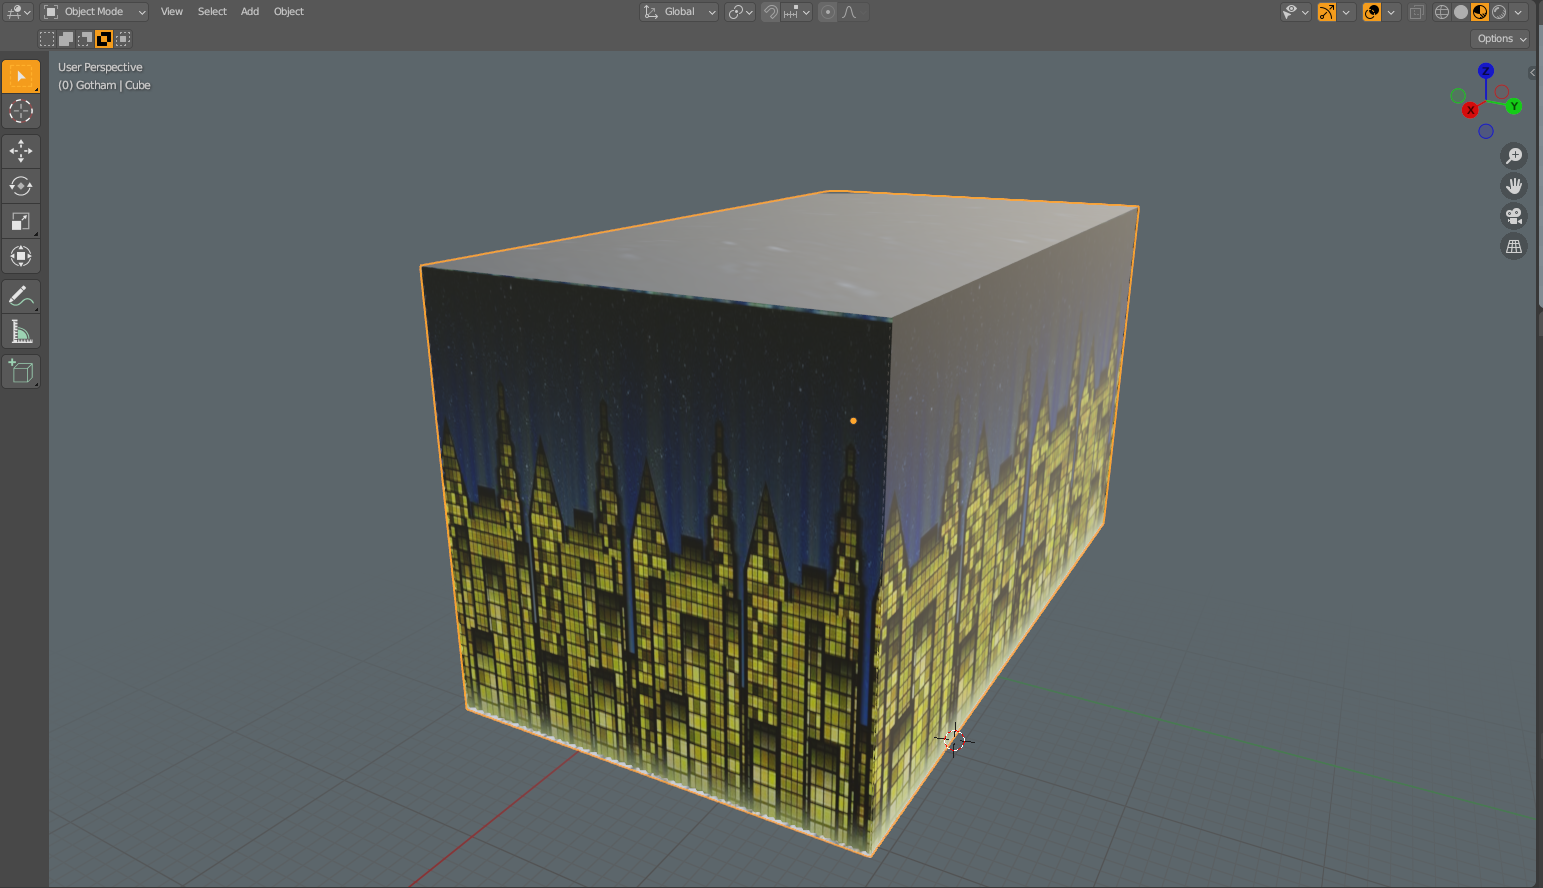 Object Mode View Select Add Object Global
Options
User Perspective
(0) Gotham | Cube
Z
Y
X